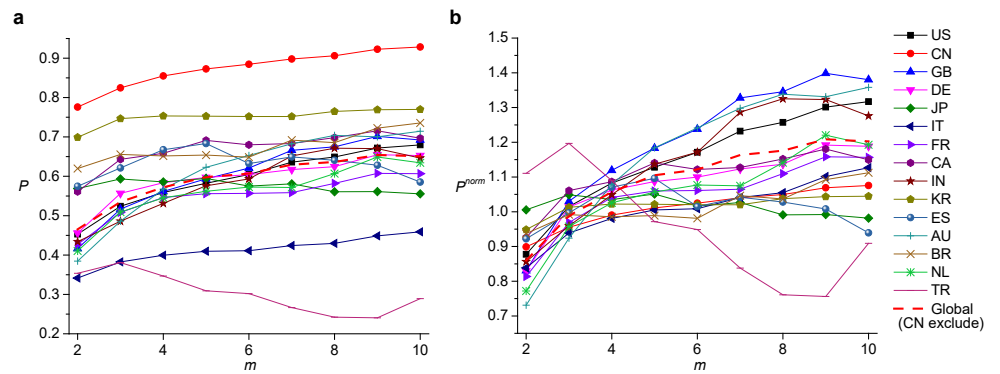 a
b
P
0.9
0.8
0.7
0.6
0.5
0.4
0.3
0.2
2
4
6
8
10
m
P^norm
1.5
1.4
1.3
1.2
1.1
1.0
0.9
0.8
0.7
2
4
6
8
10
m
US
CN
GB
DE
JP
IT
FR
CA
IN
KR
ES
AU
BR
NL
TR
Global
(CN exclude)